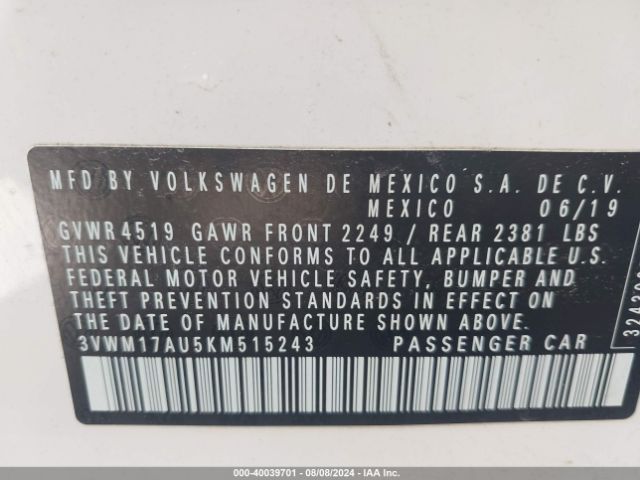 MFD BY VOLKSWAGEN DE MEXICO S.A. DE C.V.
MEXICO 06/19
GVWR 4519 GAWR FRONT 2249 / REAR 2381 LBS
THIS VEHICLE CONFORMS TO ALL APPLICABLE U.S.
FEDERAL MOTOR VEHICLE SAFETY, BUMPER AND
THEFT PREVENTION STANDARDS IN EFFECT ON
THE DATE OF MANUFACTURE SHOWN ABOVE.
3VWM17AU5KM515243 PASSENGER CAR
000-40039701 - 08/08/2024 - IAA Inc.